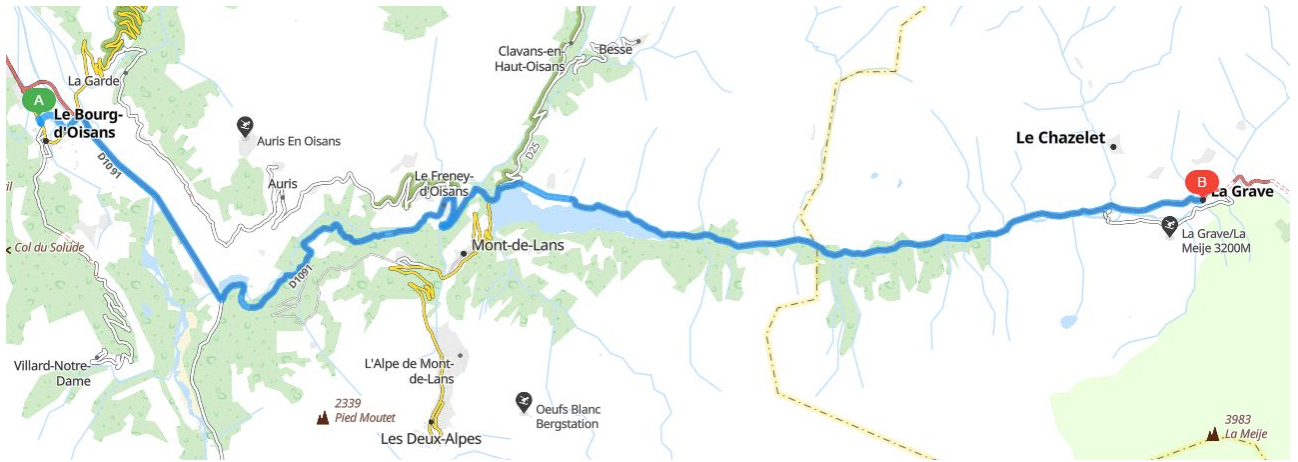 Clavans-en-
Haut-Oisans
Besse
La Garde
A
Le Bourg-
d'Oisans
Auris En Oisans
Le Chazelet
D1091
D25
Auris
Le Freney-
d'Oisans
B
La Grave
Col du Solude
Mont-de-Lans
La Grave/La
Meije 3200M
D1091
Villard-Notre-
Dame
L'Alpe de Mont-
de-Lans
2339
Pied Moutet
Oeufs Blanc
Bergstation
Les Deux-Alpes
3983
La Meije